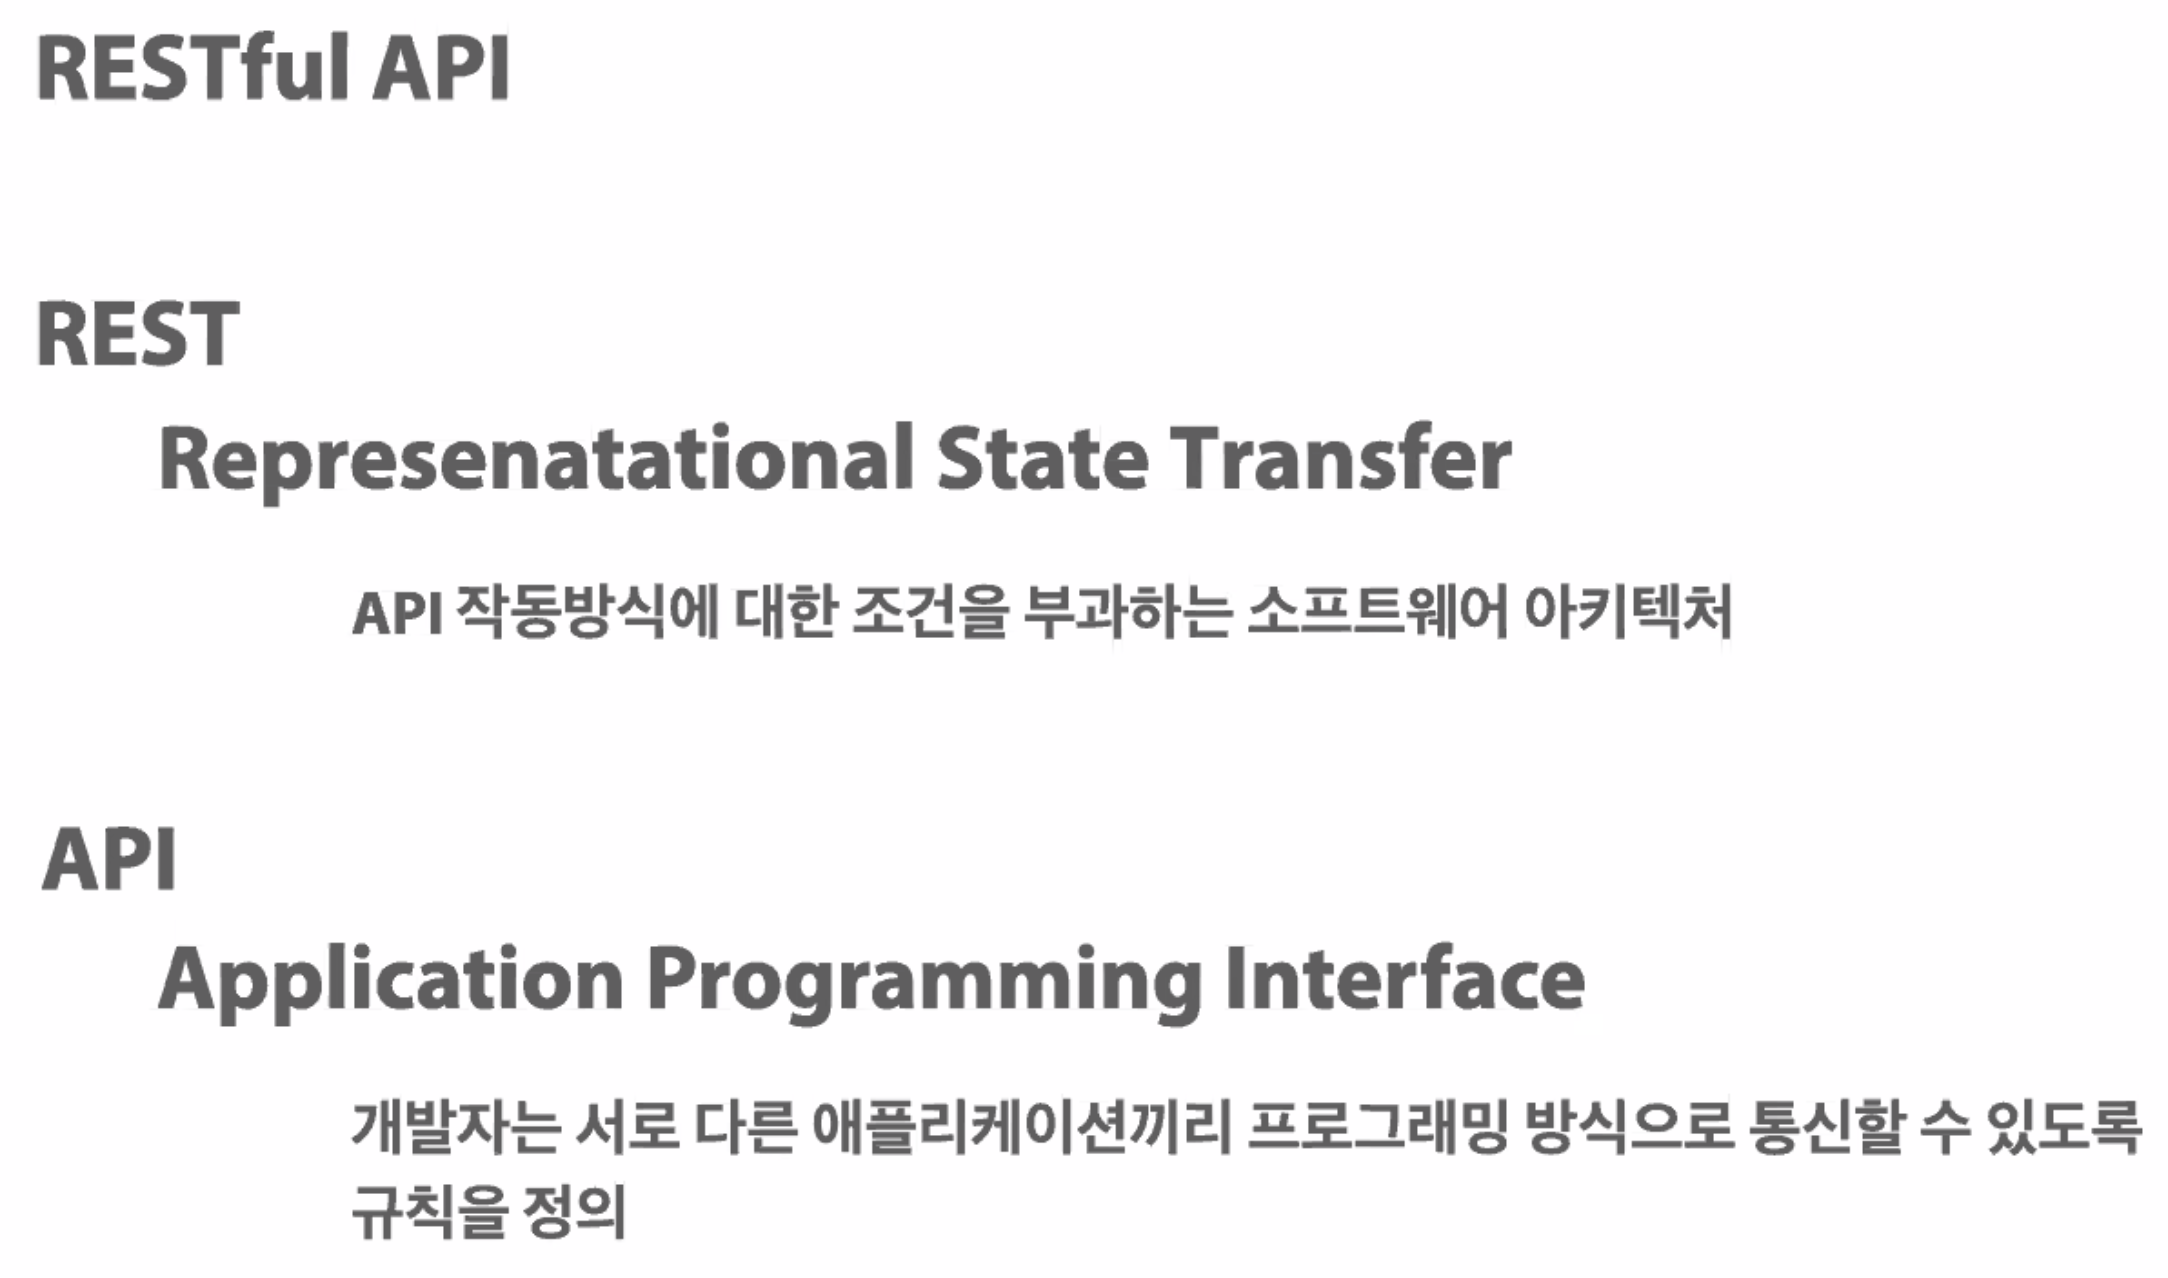 RESTful API
REST
Represenatational State Transfer
API 작동방식에 대한 조건을 부과하는 소프트웨어 아키텍처
API
Application Programming Interface
개발자는 서로 다른 애플리케이션끼리 프로그래밍 방식으로 통신할 수 있도록
규칙을 정의